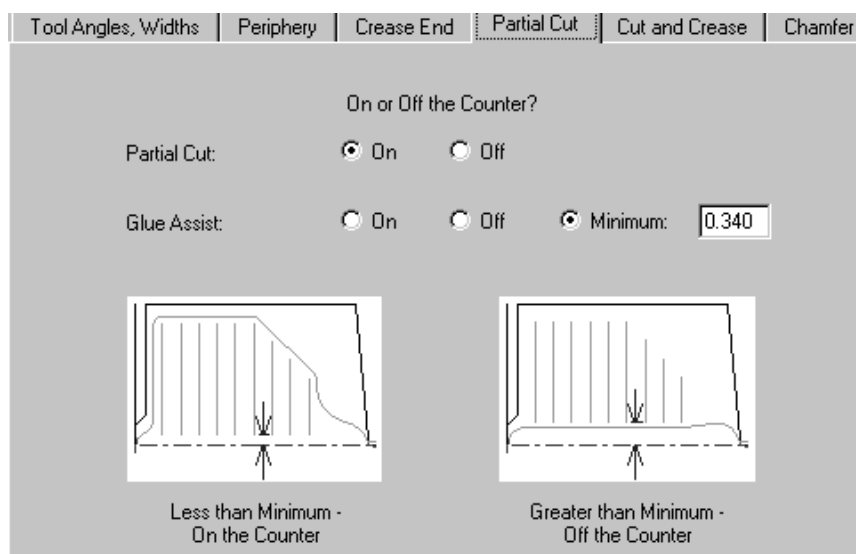 Tool Angles, Widths Periphery Crease End Partial Cut Cut and Crease Chamfer
On or Off the Counter?
Partial Cut: On Off
Glue Assist: On Off Minimum: 0.340
Less than Minimum - Greater than Minimum -
On the Counter Off the Counter